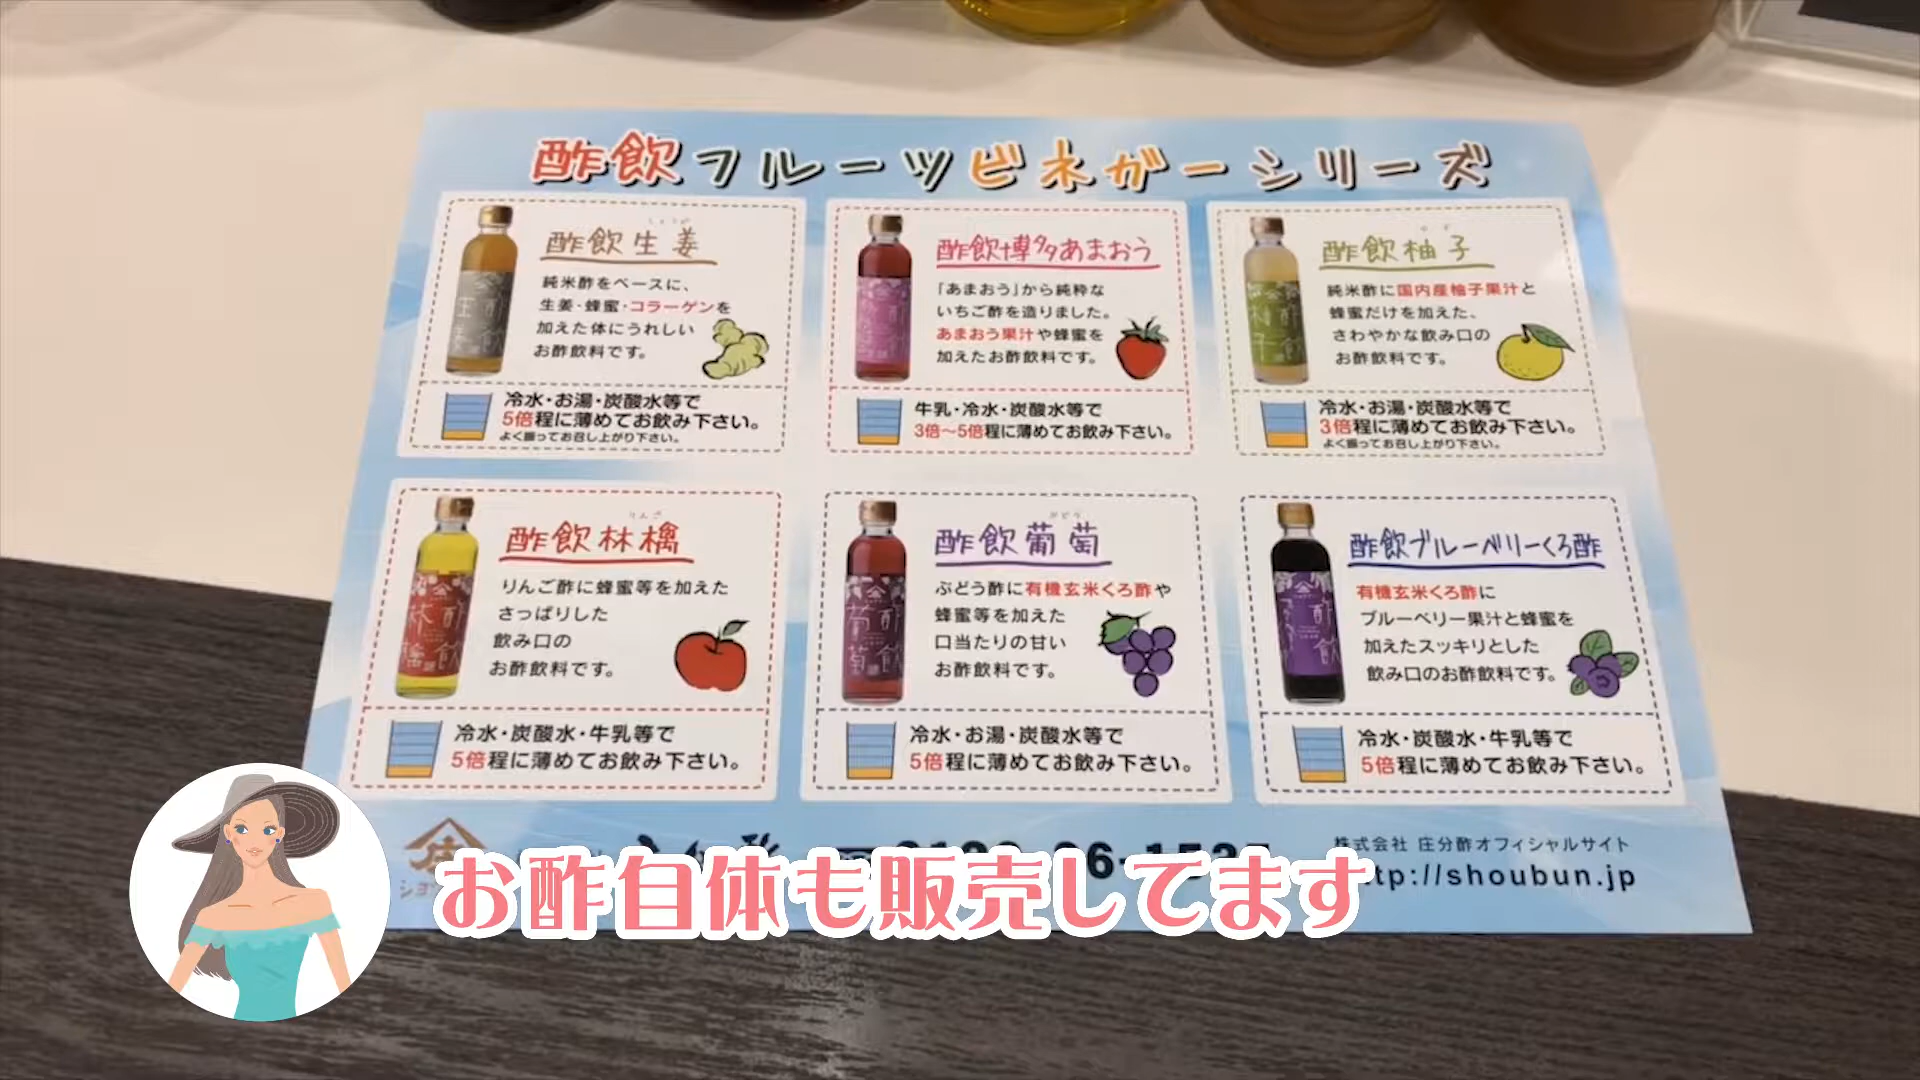 酢飲フルーツビネガーシリーズ
しょうが
酢飲生姜
純米酢をベースに、
生姜・蜂蜜・コラーゲンを
加えた体にうれしい
お酢飲料です。
冷水・お湯・炭酸水等で
5倍程に薄めてお飲み下さい。
よく振ってお召し上がり下さい。
酢飲博多あまおう
「あまおう」から純粋な
いちご酢を造りました。
あまおう果汁や蜂蜜を
加えたお酢飲料です。
牛乳・冷水・炭酸水等で
3倍〜5倍程に薄めてお飲み下さい。
ゆず
酢飲柚子
純米酢に国内産柚子果汁と
蜂蜜だけを加えた、
さわやかな飲み口の
お酢飲料です。
冷水・お湯・炭酸水等で
3倍程に薄めてお飲み下さい。
よく振ってお召し上がり下さい。
りんご
酢飲林檎
りんご酢に蜂蜜等を加えた
さっぱりした
飲み口の
お酢飲料です。
冷水・炭酸水・牛乳等で
5倍程に薄めてお飲み下さい。
ぶどう
酢飲葡萄
ぶどう酢に有機玄米くろ酢や
蜂蜜等を加えた
口当たりの甘い
お酢飲料です。
冷水・お湯・炭酸水等で
5倍程に薄めてお飲み下さい。
酢飲ブルーベリーくろ酢
有機玄米くろ酢に
ブルーベリー果汁と蜂蜜を
加えたスッキリとした
飲み口のお酢飲料です。
冷水・炭酸水・牛乳等で
5倍程に薄めてお飲み下さい。
株式会社 庄分酢オフィシャルサイト
ttp://shoubun.jp
お酢自体も販売してます